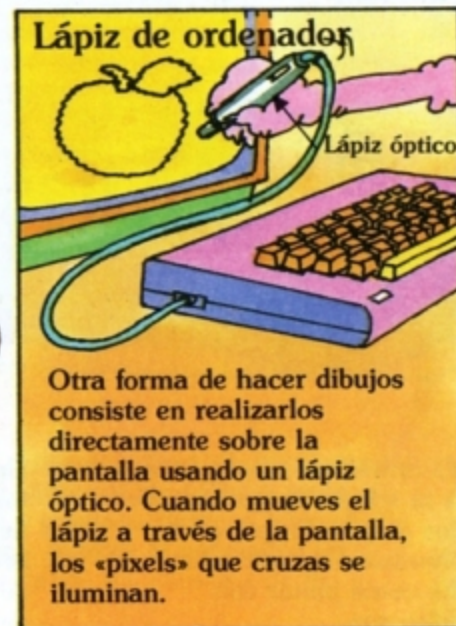 Lápiz de ordenador
Lápiz óptico
Otra forma de hacer dibujos
consiste en realizarlos
directamente sobre la
pantalla usando un lápiz
óptico. Cuando mueves el
lápiz a través de la pantalla,
los «pixels» que cruzas se
iluminan.